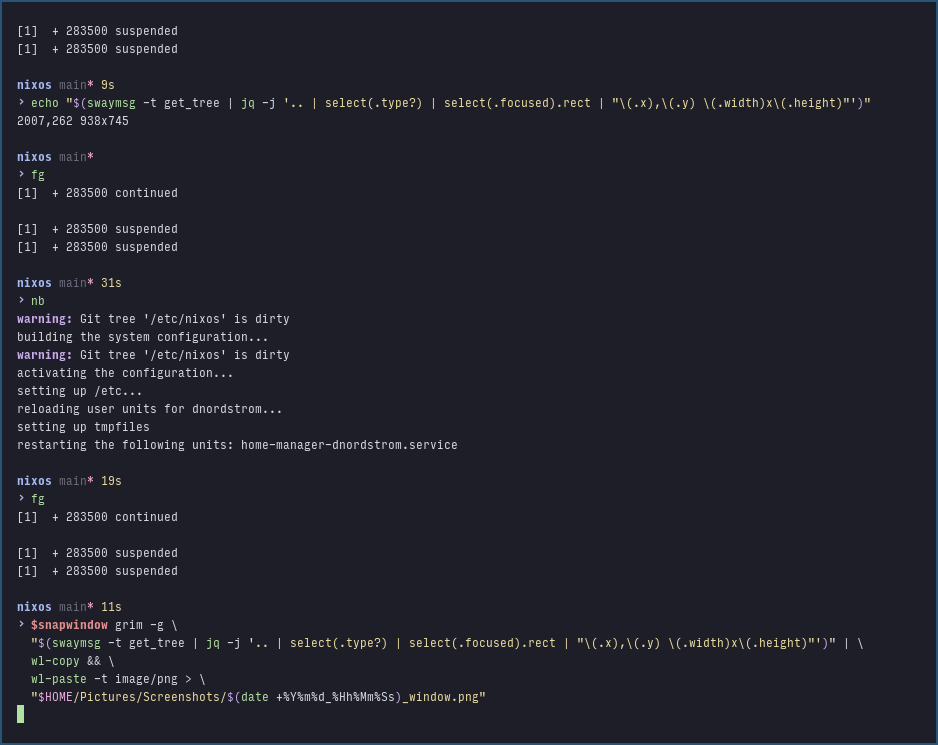 [1]  + 283500 suspended
[1]  + 283500 suspended
nixos main* 9s
› echo "$(swaymsg -t get_tree | jq -j '.. | select(.type?) | select(.focused).rect | "\(.x),\(.y) \(.width)x\(.height)"')"
2007,262 938x745
nixos main*
› fg
[1]  + 283500 continued
[1]  + 283500 suspended
[1]  + 283500 suspended
nixos main* 31s
› nb
warning: Git tree '/etc/nixos' is dirty
building the system configuration...
warning: Git tree '/etc/nixos' is dirty
activating the configuration...
setting up /etc...
reloading user units for dnordstrom...
setting up tmpfiles
restarting the following units: home-manager-dnordstrom.service
nixos main* 19s
› fg
[1]  + 283500 continued
[1]  + 283500 suspended
[1]  + 283500 suspended
nixos main* 11s
› $snapwindow grim -g \
"$(swaymsg -t get_tree | jq -j '.. | select(.type?) | select(.focused).rect | "\(.x),\(.y) \(.width)x\(.height)"')" | \
wl-copy && \
wl-paste -t image/png > \
"$HOME/Pictures/Screenshots/$(date +%Y%m%d_%Hh%Mm%Ss)_window.png"